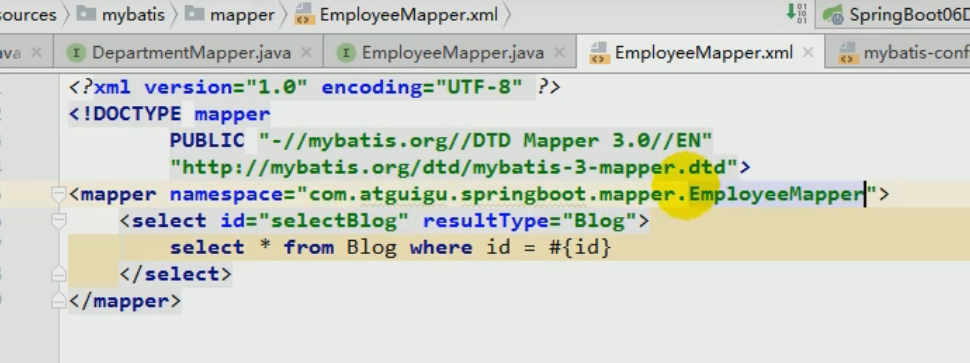 sources mybatis mapper EmployeeMapper.xml SpringBoot06D
ava DepartmentMapper.java EmployeeMapper.java EmployeeMapper.xml mybatis-conf
<?xml version="1.0" encoding="UTF-8" ?>
<!DOCTYPE mapper
PUBLIC "-//mybatis.org//DTD Mapper 3.0//EN"
"http://mybatis.org/dtd/mybatis-3-mapper.dtd">
<mapper namespace="com.atguigu.springboot.mapper.EmployeeMapper">
<select id="selectBlog" resultType="Blog">
select * from Blog where id = #{id}
</select>
</mapper>